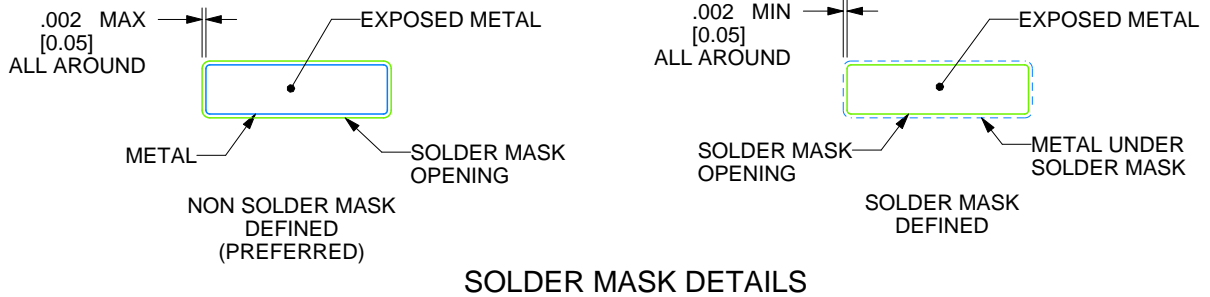 .002 MAX
[0.05]
ALL AROUND
EXPOSED METAL
METAL
SOLDER MASK
OPENING
NON SOLDER MASK
DEFINED
(PREFERRED)
.002 MIN
[0.05]
ALL AROUND
EXPOSED METAL
SOLDER MASK
OPENING
METAL UNDER
SOLDER MASK
SOLDER MASK
DEFINED
SOLDER MASK DETAILS